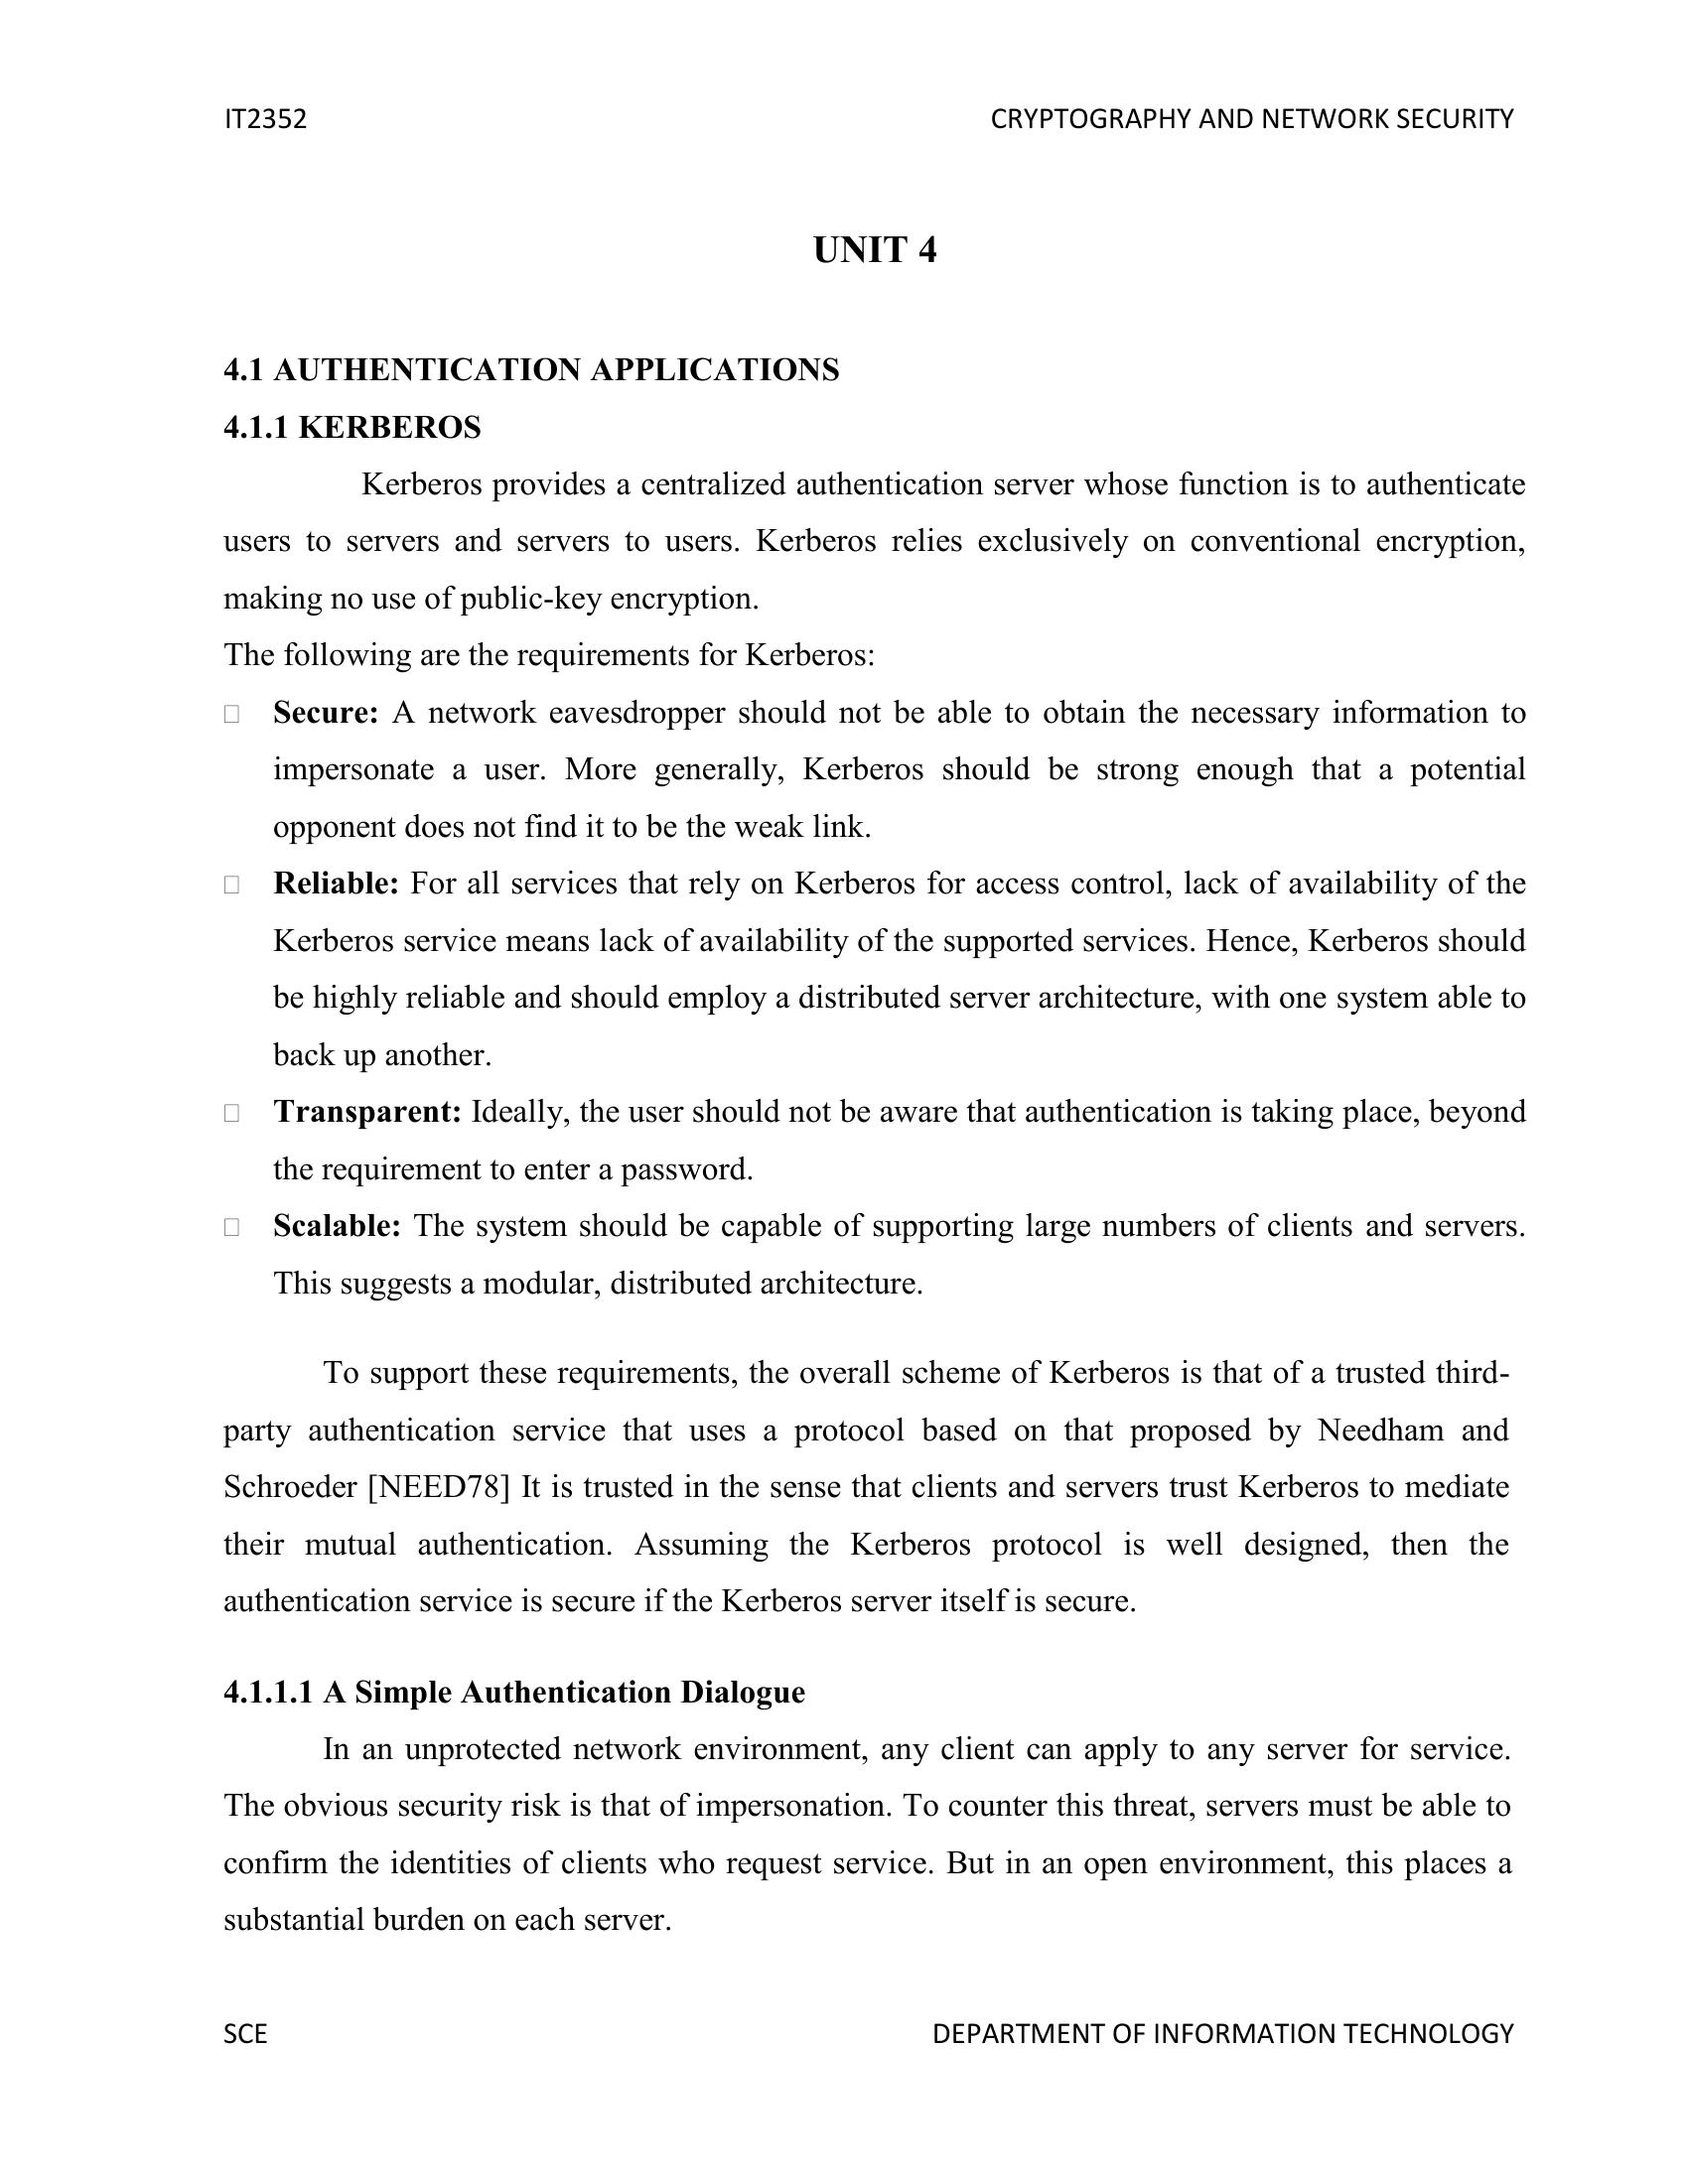 IT2352 CRYPTOGRAPHY AND NETWORK SECURITY
UNIT 4
4.1 AUTHENTICATION APPLICATIONS
4.1.1 KERBEROS
Kerberos provides a centralized authentication server whose function is to authenticate
users to servers and servers to users. Kerberos relies exclusively on conventional encryption,
making no use of public-key encryption.
The following are the requirements for Kerberos:
Secure: A network eavesdropper should not be able to obtain the necessary information to
impersonate a user. More generally, Kerberos should be strong enough that a potential
opponent does not find it to be the weak link.
Reliable: For all services that rely on Kerberos for access control, lack of availability of the
Kerberos service means lack of availability of the supported services. Hence, Kerberos should
be highly reliable and should employ a distributed server architecture, with one system able to
back up another.
Transparent: Ideally, the user should not be aware that authentication is taking place, beyond
the requirement to enter a password.
Scalable: The system should be capable of supporting large numbers of clients and servers.
This suggests a modular, distributed architecture.
To support these requirements, the overall scheme of Kerberos is that of a trusted third-
party authentication service that uses a protocol based on that proposed by Needham and
Schroeder [NEED78] It is trusted in the sense that clients and servers trust Kerberos to mediate
their mutual authentication. Assuming the Kerberos protocol is well designed, then the
authentication service is secure if the Kerberos server itself is secure.
4.1.1.1 A Simple Authentication Dialogue
In an unprotected network environment, any client can apply to any server for service.
The obvious security risk is that of impersonation. To counter this threat, servers must be able to
confirm the identities of clients who request service. But in an open environment, this places a
substantial burden on each server.
SCE DEPARTMENT OF INFORMATION TECHNOLOGY